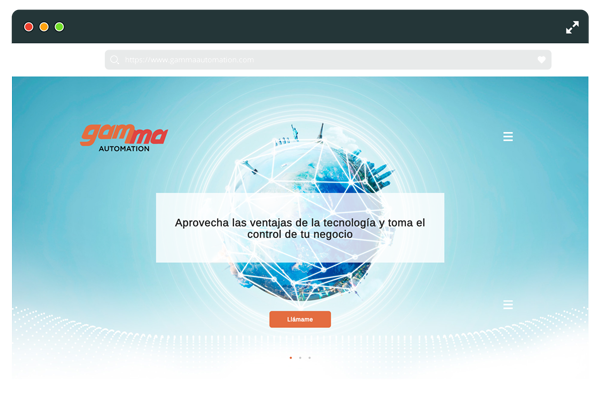 https://www.gammaautomation.com
gamma
AUTOMATION
Aprovecha las ventajas de la tecnología y toma el
control de tu negocio
Llámame